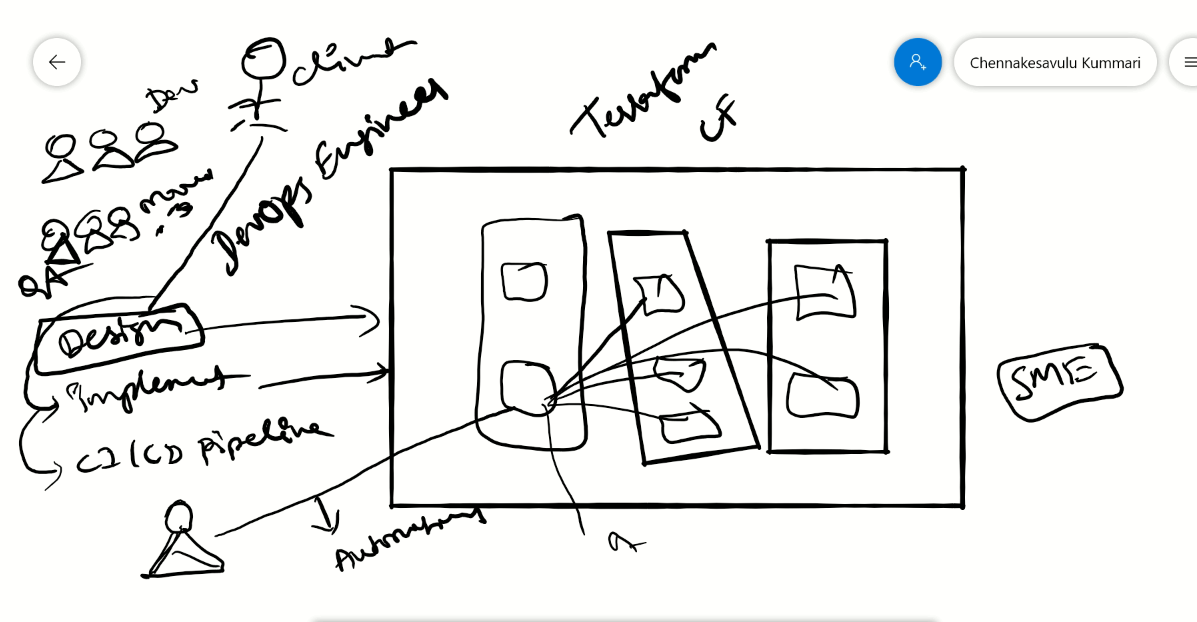 Client
Chennakesavulu Kummari
Dev
DevOps Engineer
Terraform
CF
QA
Design
Implement
CI/CD pipeline
SME
Automation